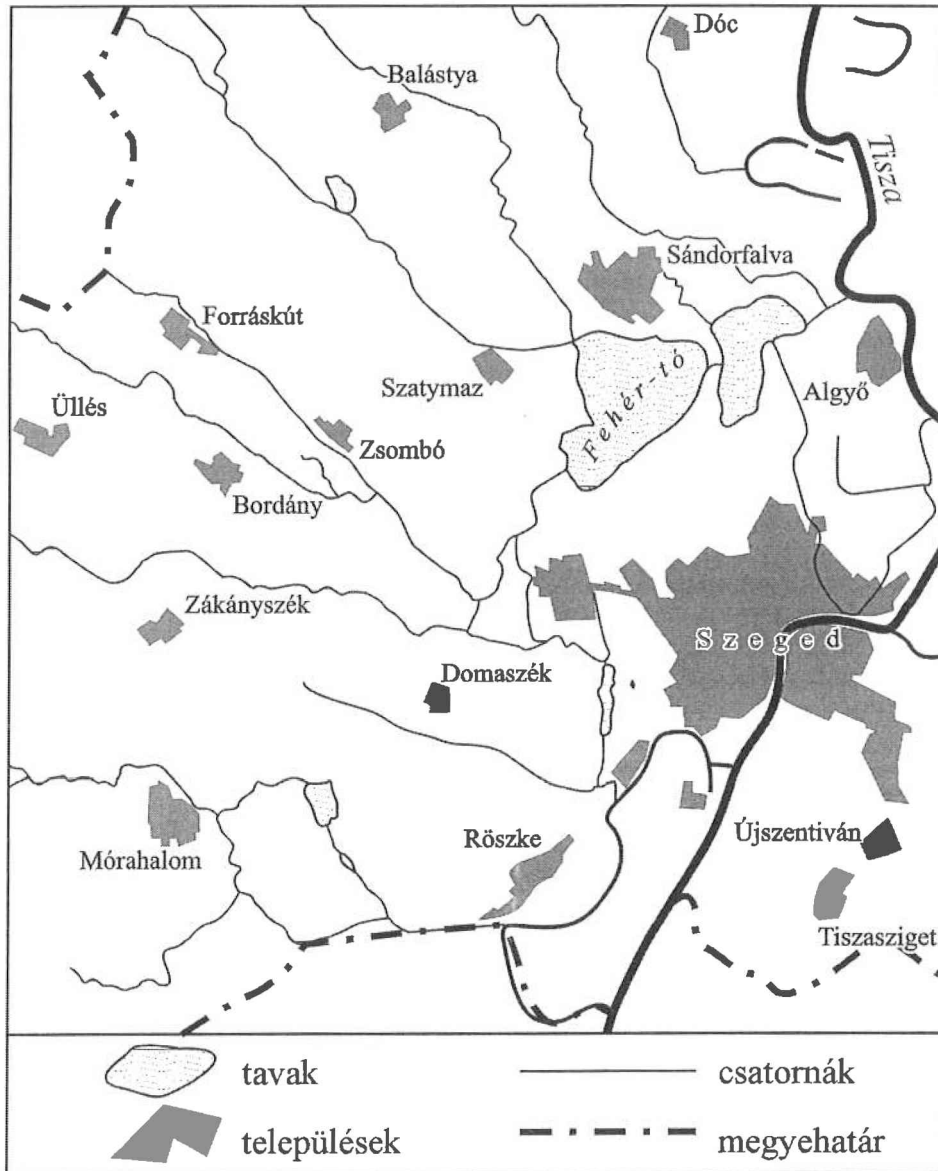 Dóc
Balástya
Tisza
Sándorfalva
Forráskút
Szatymaz
Fehér-tó
Algyő
Üllés
Zsombó
Bordány
Zákányszék
Szeged
Domaszék
Mórahalom
Röszke
Újszentiván
Tiszasziget
tavak
csatornák
települések
megyehatár